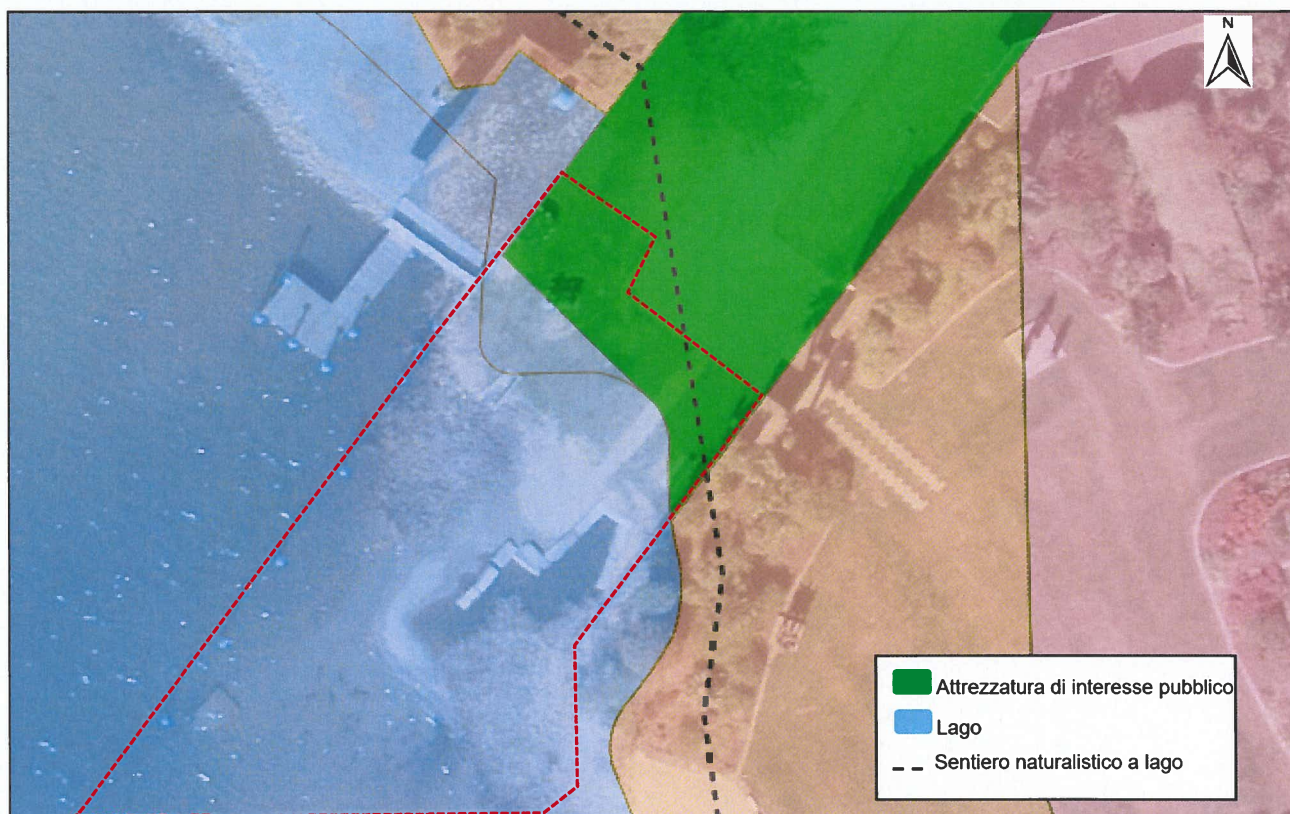 N
Attrezzatura di interesse pubblico
Lago
Sentiero naturalistico a lago